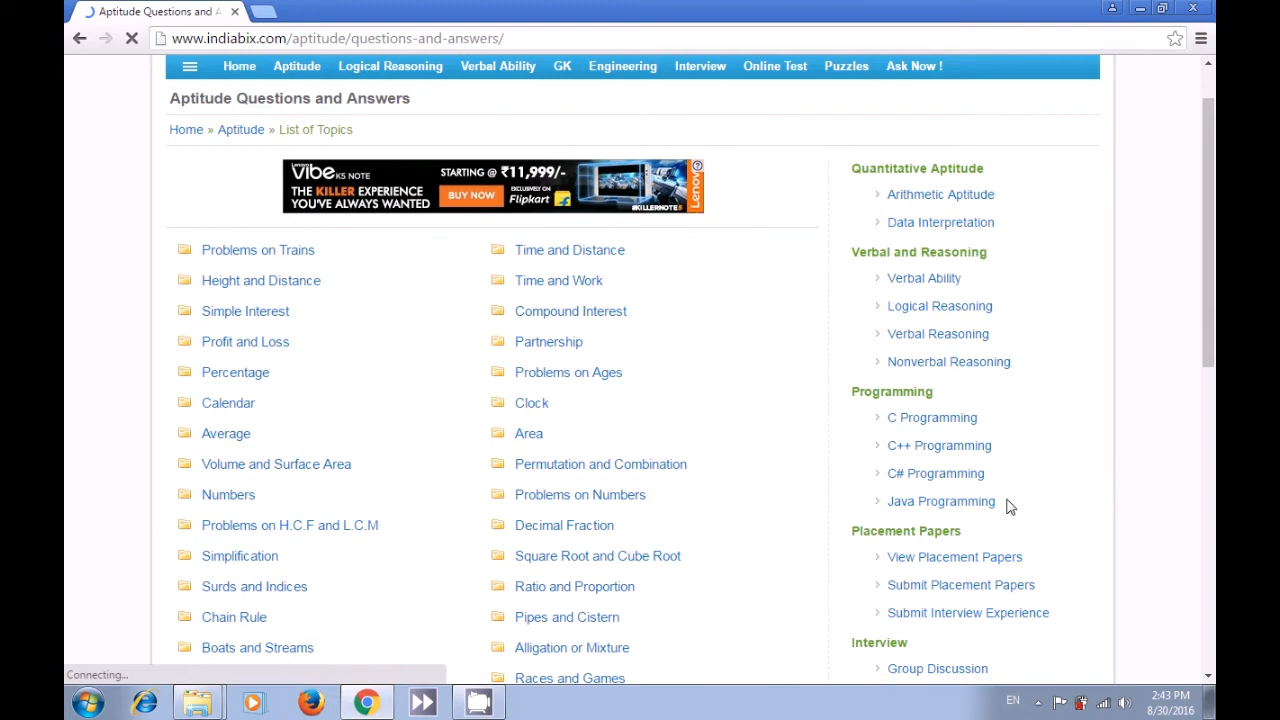 Aptitude Questions and A
www.indiabix.com/aptitude/questions-and-answers/
Home Aptitude Logical Reasoning Verbal Ability GK Engineering Interview Online Test Puzzles Ask Now !
Aptitude Questions and Answers
Home » Aptitude » List of Topics
VIBE K5 NOTE
THE KILLER EXPERIENCE
YOU'VE ALWAYS WANTED
STARTING @ ₹11,999/-
BUY NOW
EXCLUSIVELY ON
Flipkart
#KILLERNOTE5
Lenovo
Problems on Trains
Height and Distance
Simple Interest
Profit and Loss
Percentage
Calendar
Average
Volume and Surface Area
Numbers
Problems on H.C.F and L.C.M
Simplification
Surds and Indices
Chain Rule
Boats and Streams
Time and Distance
Time and Work
Compound Interest
Partnership
Problems on Ages
Clock
Area
Permutation and Combination
Problems on Numbers
Decimal Fraction
Square Root and Cube Root
Ratio and Proportion
Pipes and Cistern
Alligation or Mixture
Races and Games
Quantitative Aptitude
Arithmetic Aptitude
Data Interpretation
Verbal and Reasoning
Verbal Ability
Logical Reasoning
Verbal Reasoning
Nonverbal Reasoning
Programming
C Programming
C++ Programming
C# Programming
Java Programming
Placement Papers
View Placement Papers
Submit Placement Papers
Submit Interview Experience
Interview
Group Discussion
Connecting...
EN
2:43 PM
8/30/2016